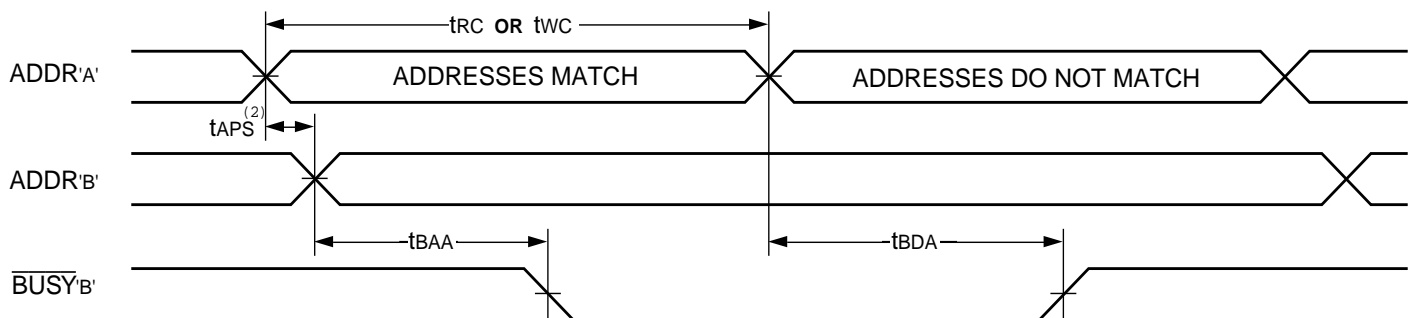 tRC OR tWC
ADDR'A' ADDRESSES MATCH ADDRESSES DO NOT MATCH
tAPS(2)
ADDR'B'
tBAA tBDA
BUSY'B'